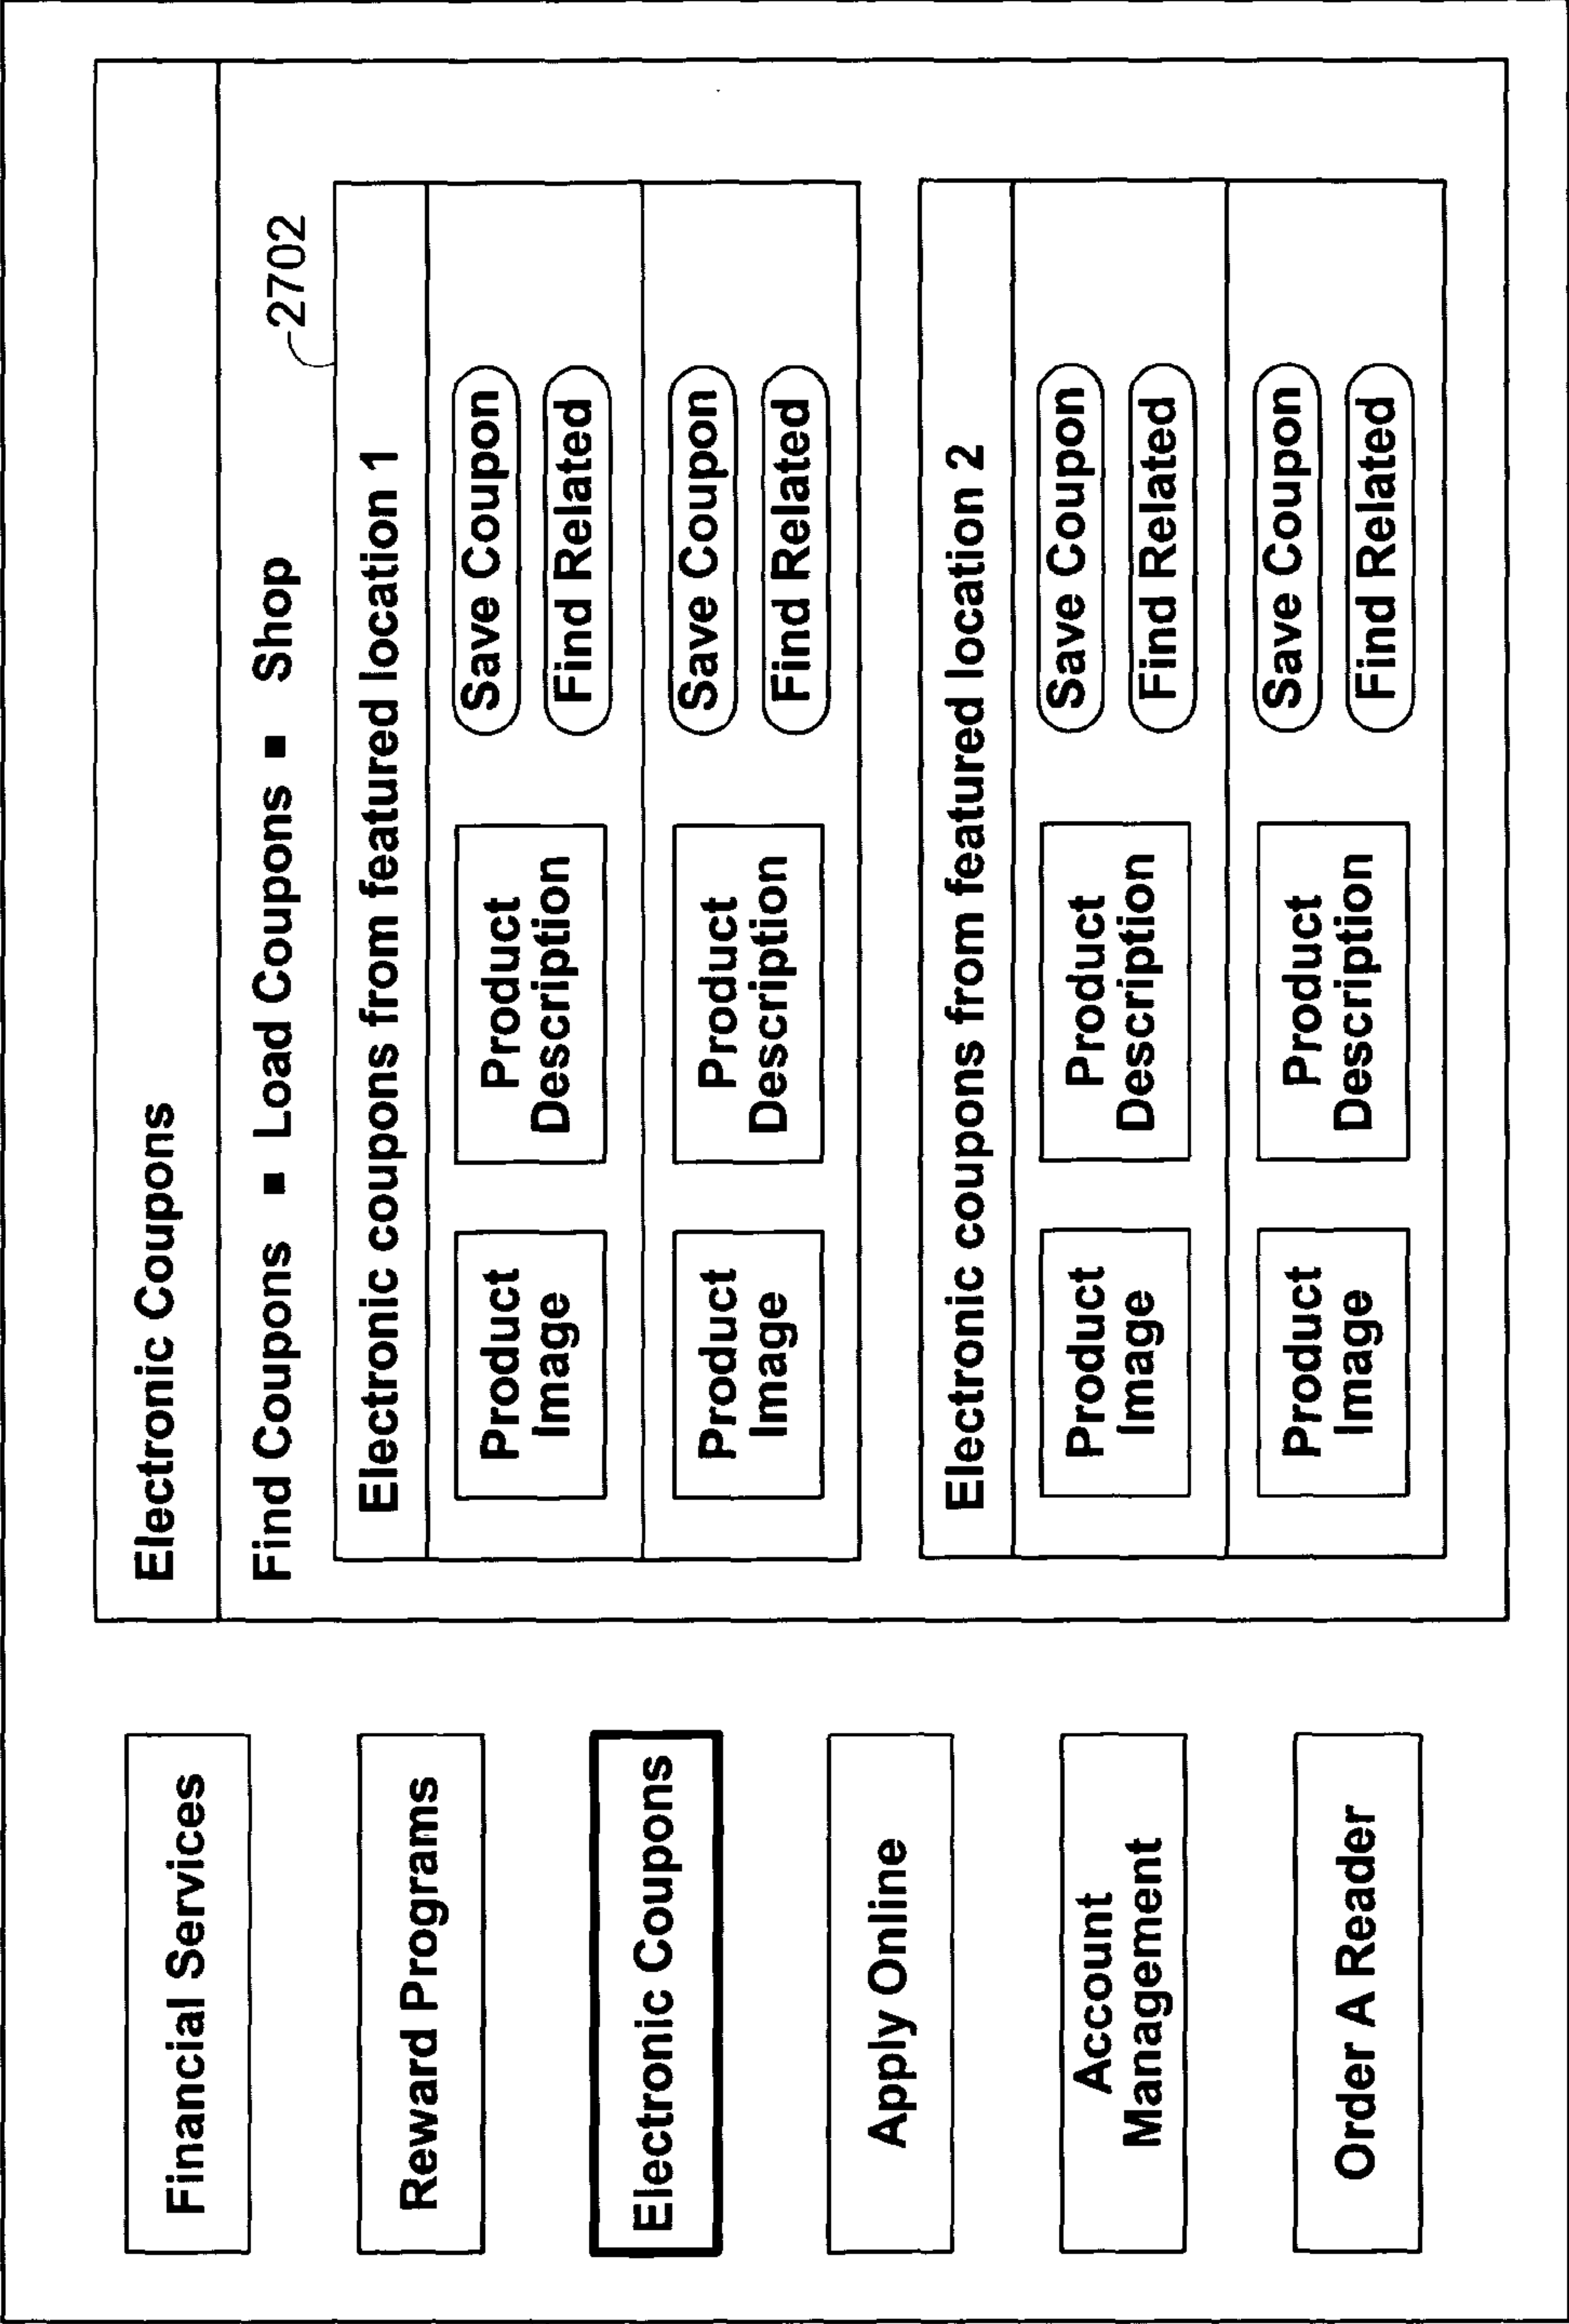 Financial Services
Reward Programs
Electronic Coupons
Apply Online
Account
Management
Order A Reader
Electronic Coupons
Find Coupons ■ Load Coupons ■ Shop
2702
Electronic coupons from featured location 1
Product
Image
Product
Description
Save Coupon
Find Related
Product
Image
Product
Description
Save Coupon
Find Related
Electronic coupons from featured location 2
Product
Image
Product
Description
Save Coupon
Find Related
Product
Image
Product
Description
Save Coupon
Find Related